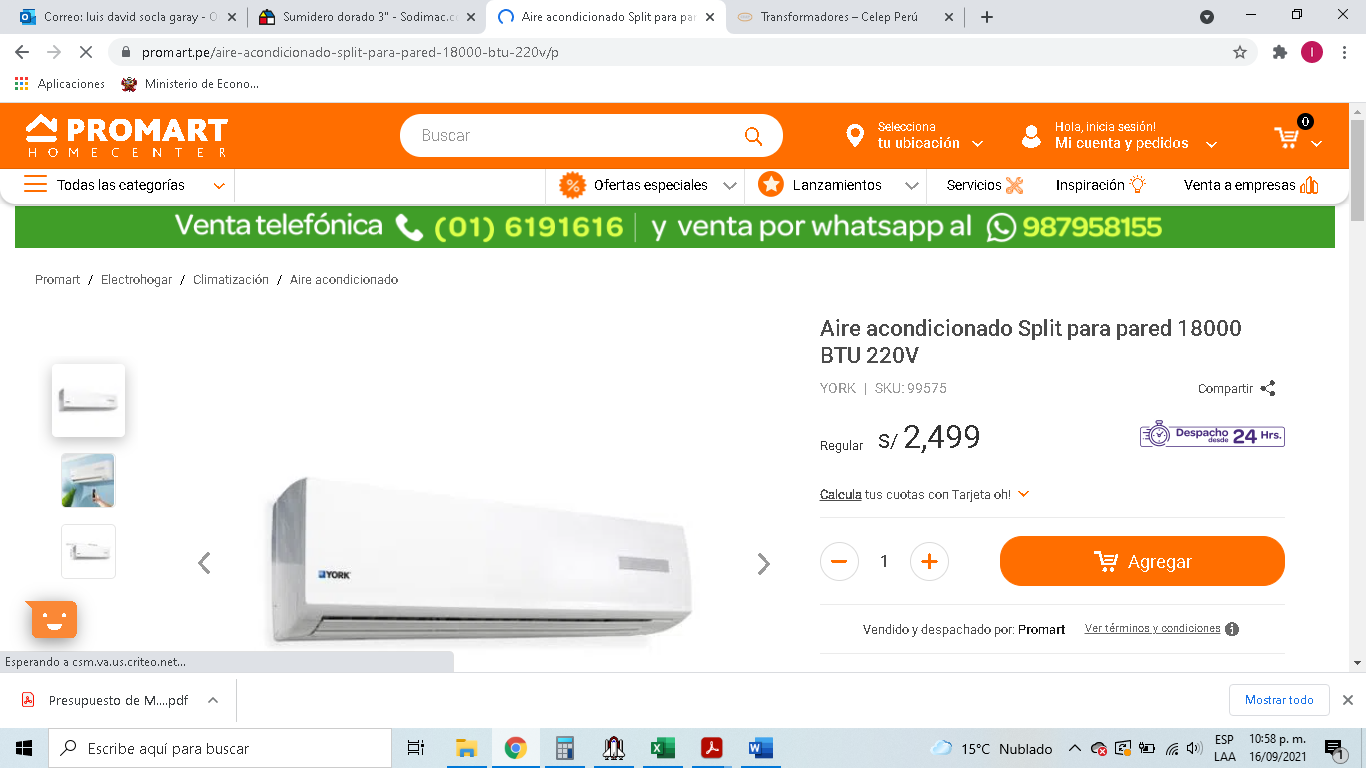 Correo: luis david socla garay - O
Sumidero dorado 3" - Sodimac.c
Aire acondicionado Split para par
Transformadores – Celep Perú
promart.pe/aire-acondicionado-split-para-pared-18000-btu-220v/p
I
Aplicaciones
Ministerio de Econo...
PROMART
HOMECENTER
Buscar
Selecciona
tu ubicación
Hola, inicia sesión!
Mi cuenta y pedidos
0
Todas las categorías
Ofertas especiales
Lanzamientos
Servicios
Inspiración
Venta a empresas
Venta telefónica (01) 6191616 | y venta por whatsapp al 987958155
Promart / Electrohogar / Climatización / Aire acondicionado
Aire acondicionado Split para pared 18000
BTU 220V
YORK | SKU: 99575
Compartir
Regular S/ 2,499
Despacho
desde 24 Hrs.
Calcula tus cuotas con Tarjeta oh!
1
Agregar
YORK
Vendido y despachado por: Promart
Ver términos y condiciones
Esperando a csm.va.us.criteo.net...
Presupuesto de M....pdf
Mostrar todo
Escribe aquí para buscar
15°C Nublado
ESP
LAA
10:58 p. m.
16/09/2021
1